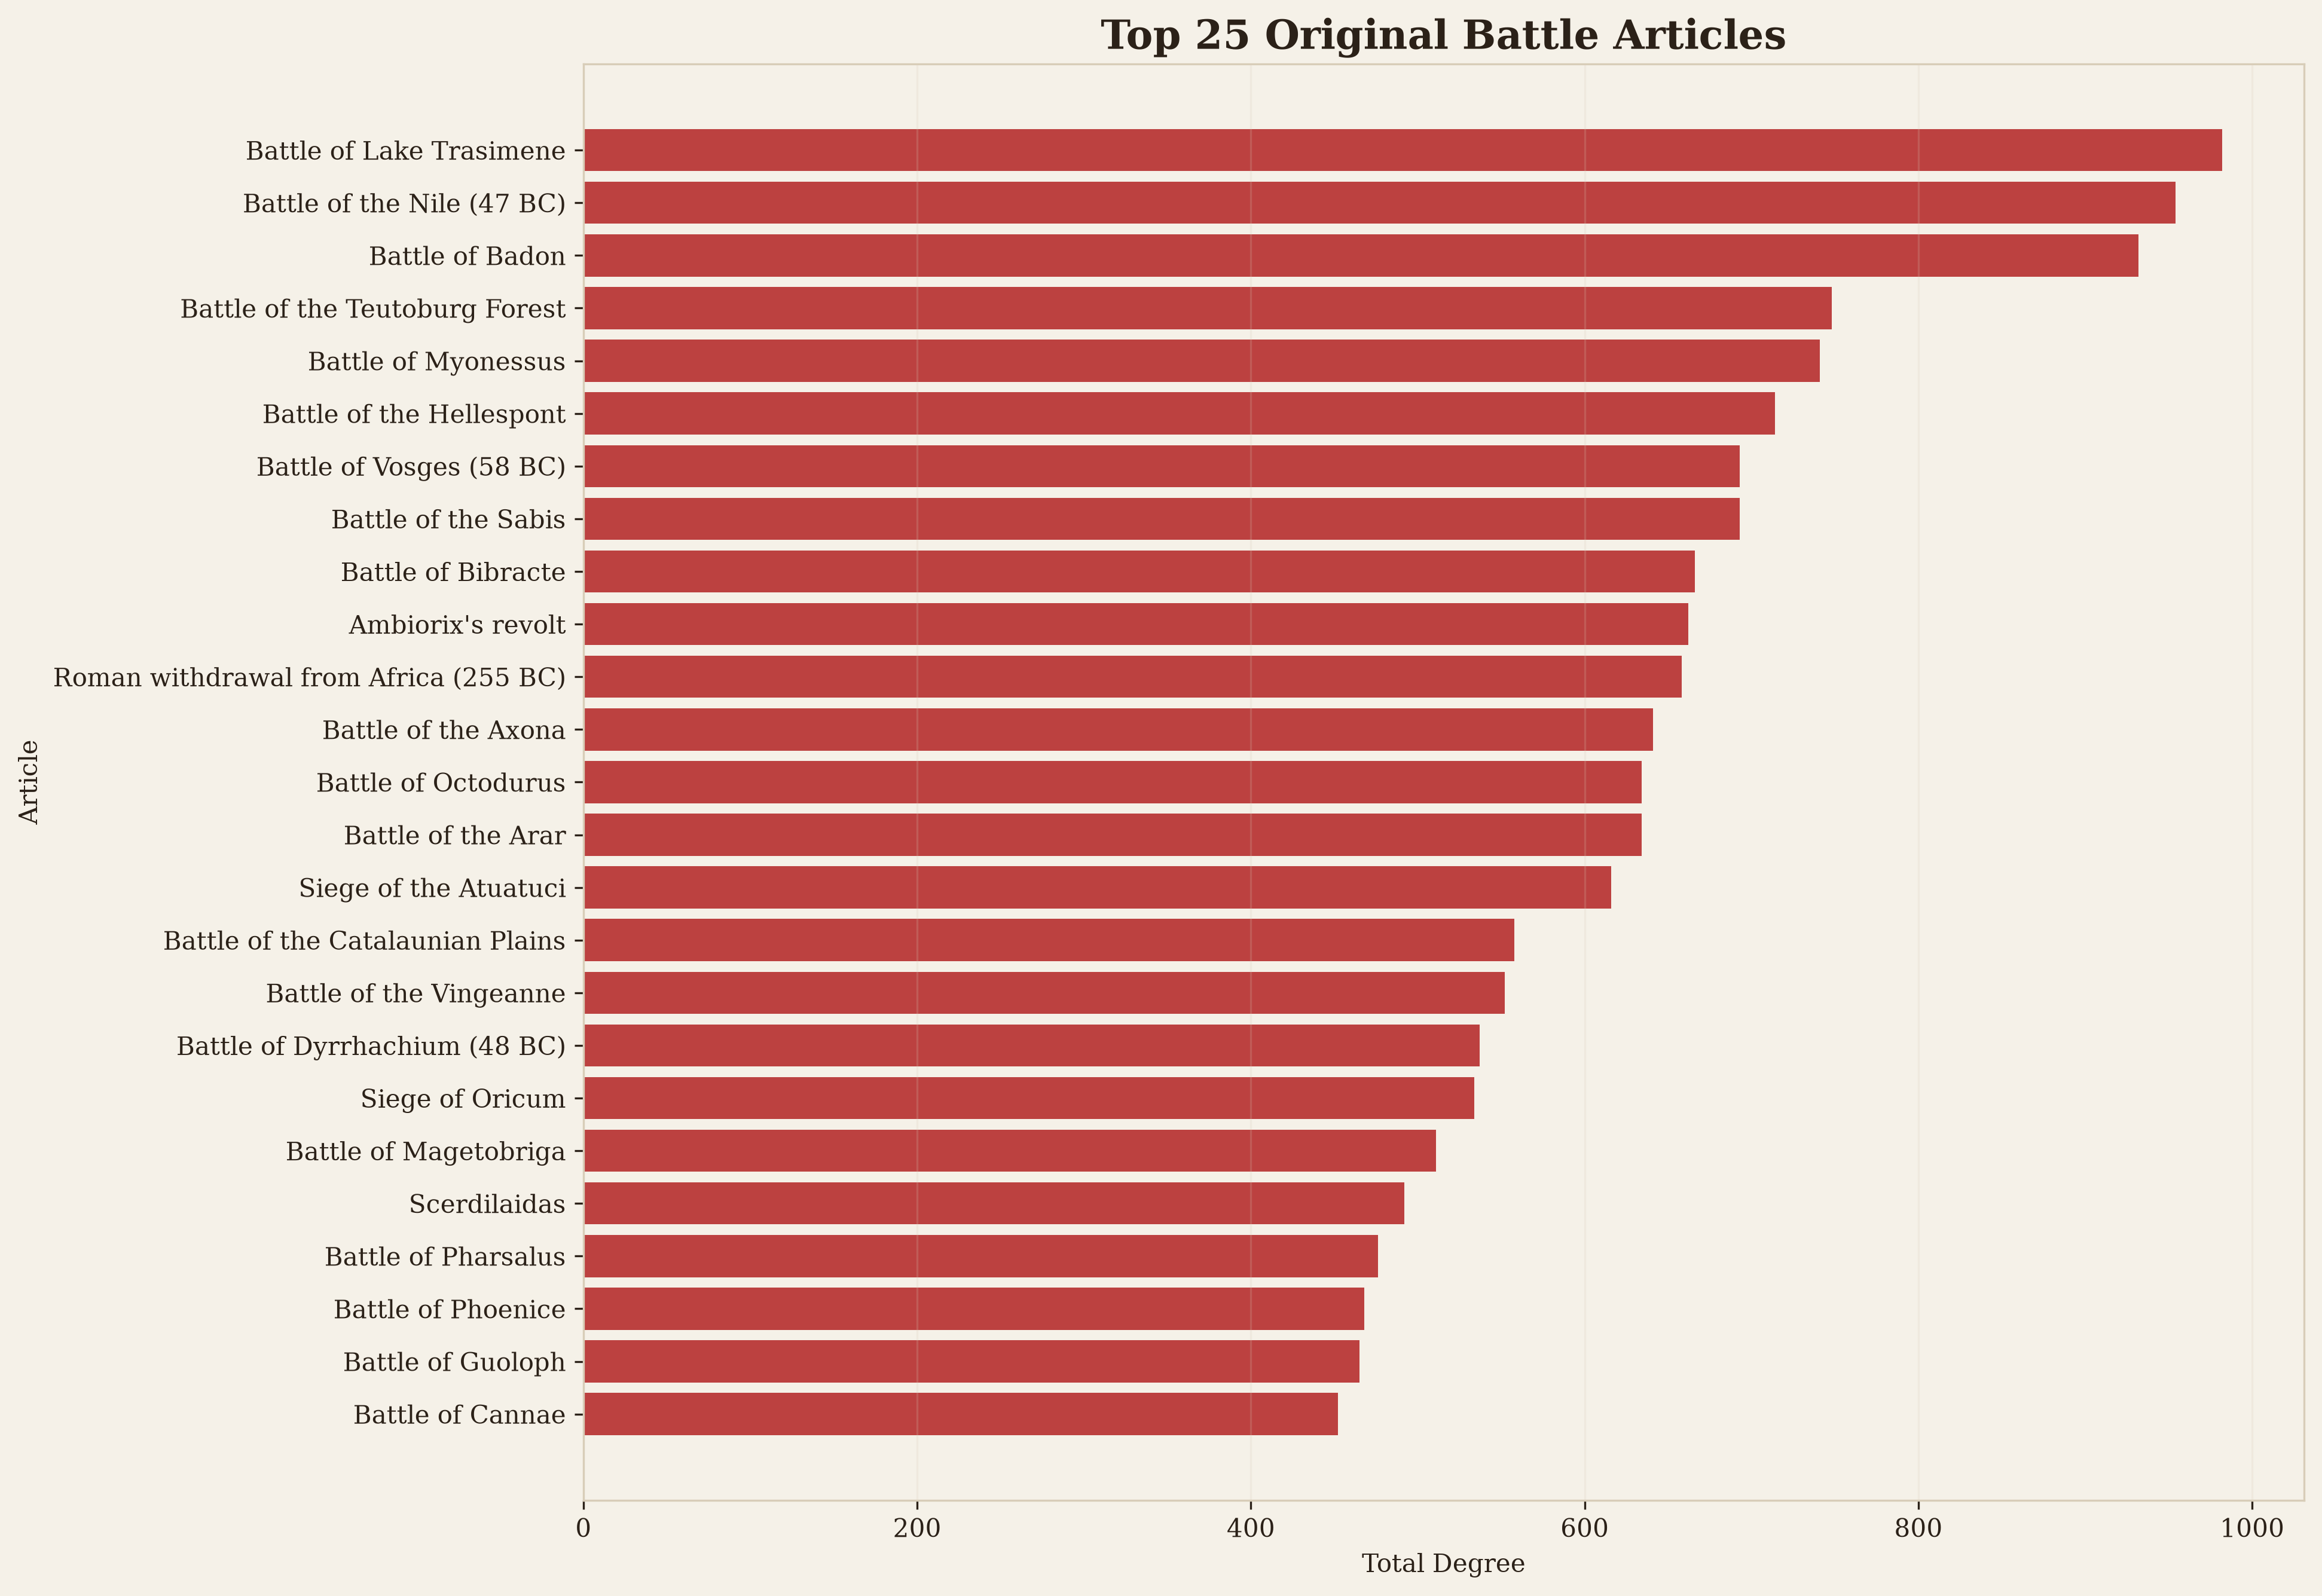 Top 25 Original Battle Articles
Article
Battle of Lake Trasimene
Battle of the Nile (47 BC)
Battle of Badon
Battle of the Teutoburg Forest
Battle of Myonessus
Battle of the Hellespont
Battle of Vosges (58 BC)
Battle of the Sabis
Battle of Bibracte
Ambiorix's revolt
Roman withdrawal from Africa (255 BC)
Battle of the Axona
Battle of Octodurus
Battle of the Arar
Siege of the Atuatuci
Battle of the Catalaunian Plains
Battle of the Vingeanne
Battle of Dyrrhachium (48 BC)
Siege of Oricum
Battle of Magetobriga
Scerdilaidas
Battle of Pharsalus
Battle of Phoenice
Battle of Guoloph
Battle of Cannae
0 200 400 600 800 1000
Total Degree